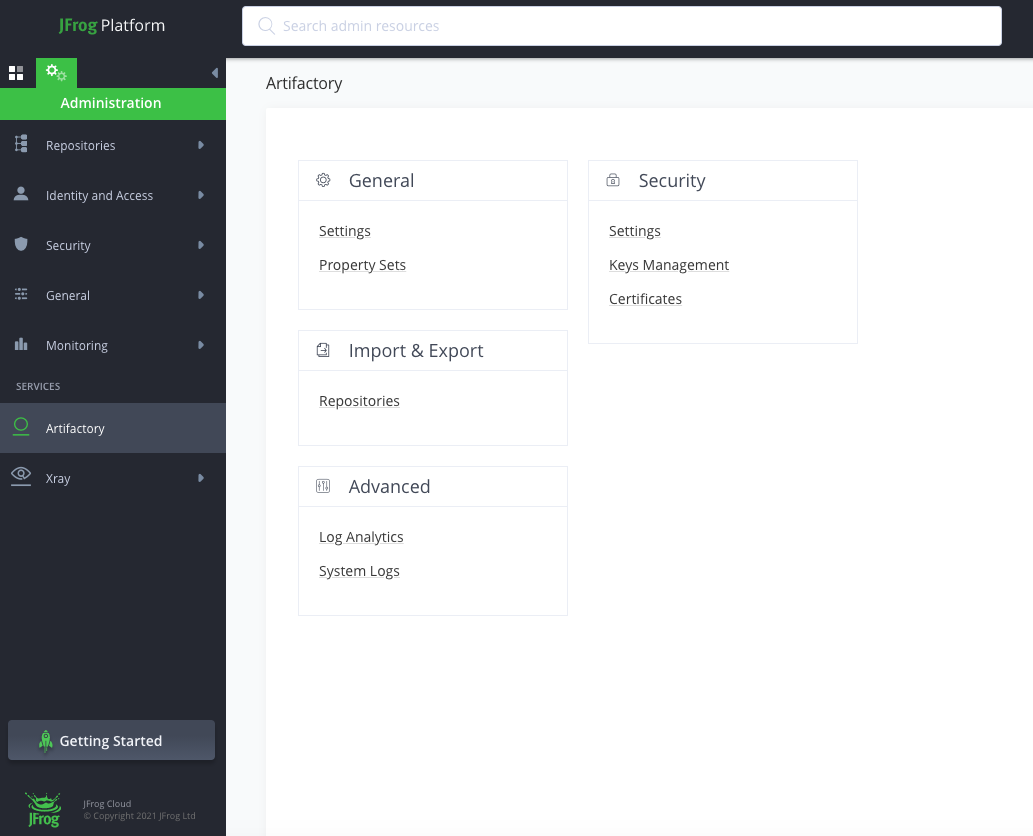 JFrog Platform
Search admin resources
Administration
Repositories
Identity and Access
Security
General
Monitoring
SERVICES
Artifactory
Xray
Getting Started
JFrog
JFrog Cloud
© Copyright 2021 JFrog Ltd
Artifactory
General
Settings
Property Sets
Import & Export
Repositories
Advanced
Log Analytics
System Logs
Security
Settings
Keys Management
Certificates